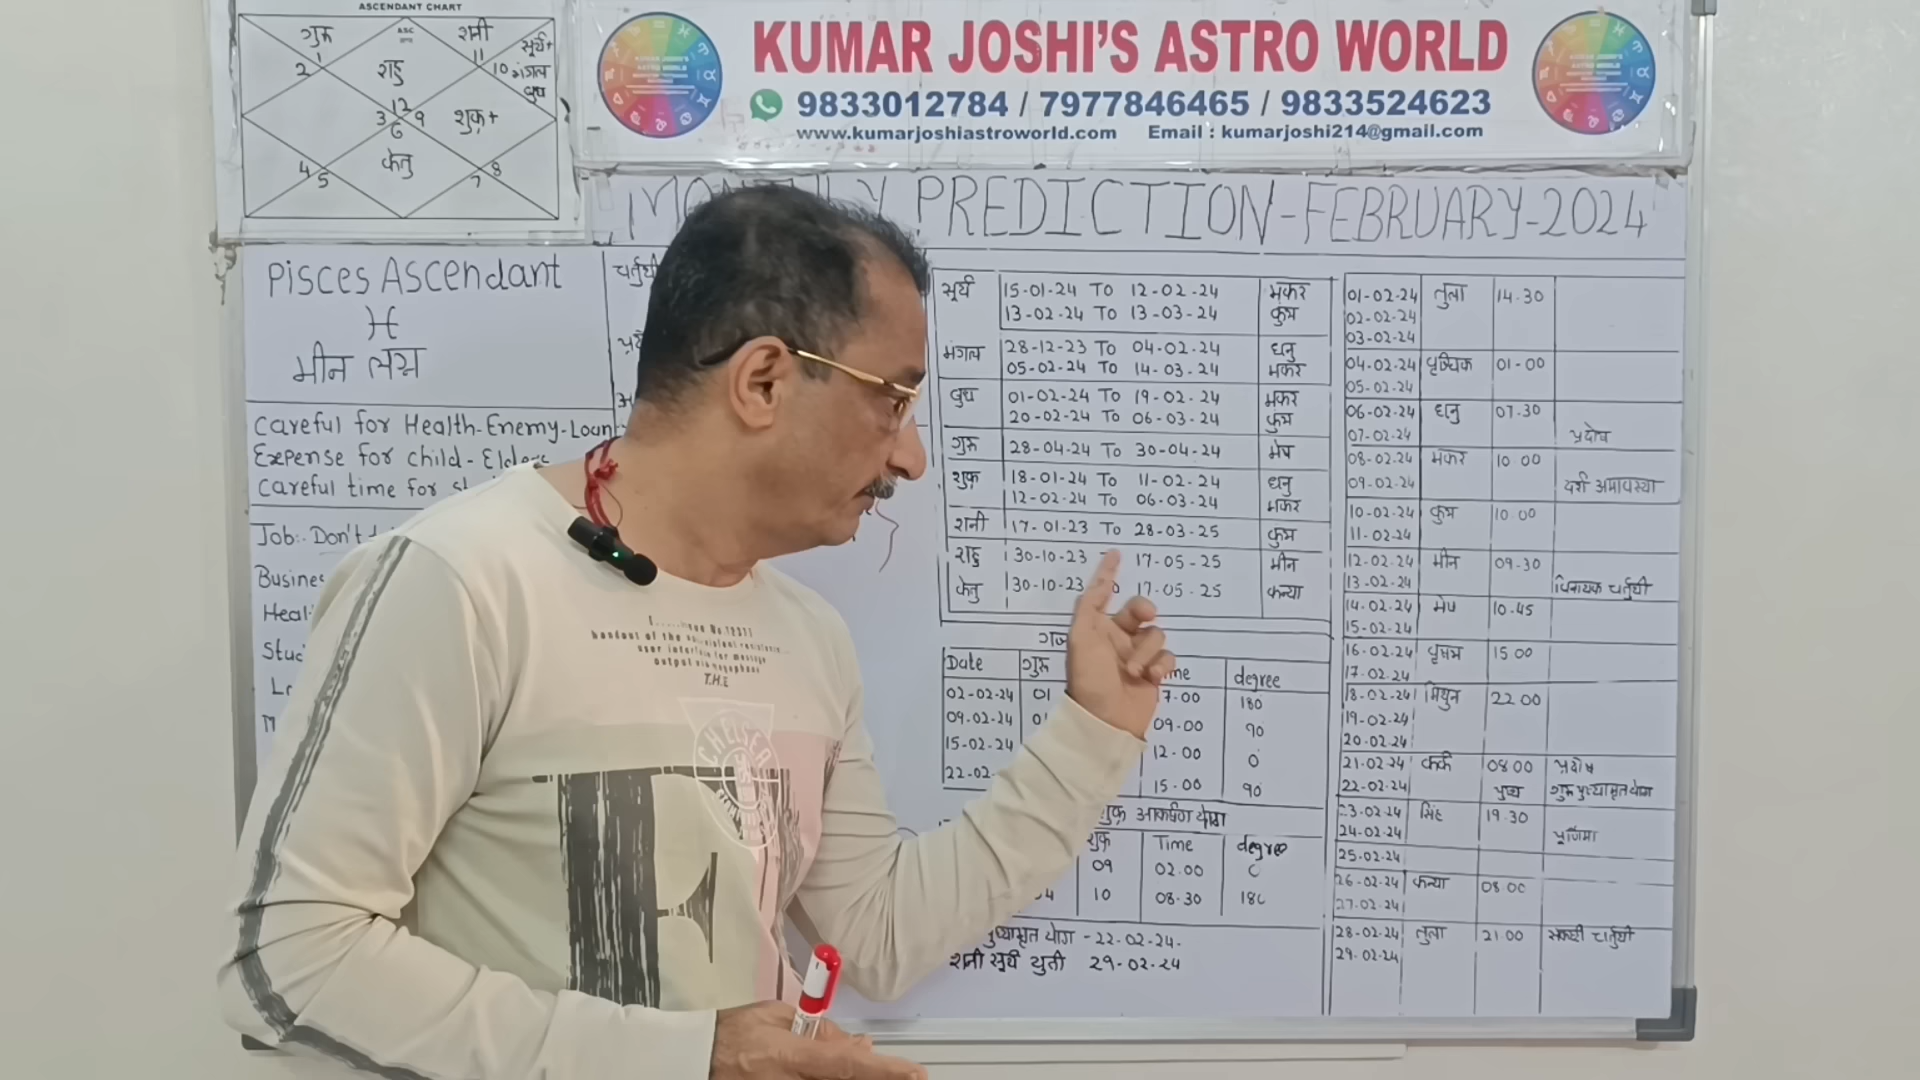 ASCENDANT CHART
ASC
गुरु
शनी
सूर्य+
1
11
2
राहु
10 मंगल
बुध
12
3
9
शुक्र+
6
केतु
4
8
5
7
KUMAR JOSHI'S ASTRO WORLD
9833012784 / 7977846465 / 9833524623
www.kumarjoshiastroworld.com Email : kumarjoshi214@gmail.com
PREDICTION-FEBRUARY-2024
Pisces Ascendant
मीन लग्न
Careful for Health-Enemy-Loan
Expense for child-
Careful time for
Job:- Don't
चर्तुथी
सूर्य 15-01-24 TO 12-02-24 मकर
13-02-24 TO 13-03-24 कुंभ
मंगल 28-12-23 TO 04-02-24 धनु
05-02-24 TO 14-03-24 मकर
बुध 01-02-24 TO 19-02-24 मकर
20-02-24 TO 06-03-24 कुंभ
गुरु 28-04-24 To 30-04-24 मेष
शुक्र 18-01-24 TO 11-02-24 धनु
12-02-24 TO 06-03-24 मकर
शनी 17-01-23 TO 28-03-25 कुंभ
राहु 30-10-23 17-05-25 मीन
केतु 30-10-23 17-05-25 कन्या
Date गुरु degree
02-02-24 01 7.00 180
09-02-24 09-00 90
15-02-24 12-00 0
22-02- 15.00 90
शुक्र आकर्षण योग
शुक्र Time degree
09 02.00 0
10 08.30 180
योग -22-02-24-
शनी सूर्य युती 29-02-24
01-02-24 तुला 14.30
02-02-24
03-02-24
04-02-24 वृश्चिक 01-00
05-02-24
06-02-24 धनु 07.30
07-02-24 प्रदोष
08-02-24 मकर 10.00
09-02-24 दर्श अमावस्या
10-02-24 कुंभ 10.00
11-02-24
12-02-24 मीन 09.30
13-02-24 विनायक चर्तुथी
14-02-24 मेष 10.45
15-02-24
16-02-24 वृषभ 15.00
17-02-24
18-02-24 मिथुन 22.00
19-02-24
20-02-24
21-02-24 कर्क 08.00 प्रदोष
22-02-24 पुष्य गुरुपुष्यामृतयोग
23-02-24 सिंह 19.30
24-02-24 पूर्णिमा
25-02-24
26-02-24 कन्या 08.00
27-02-24
28-02-24 तुला 21.00 संकष्टी चर्तुथी
29-02-24
CHELSEA
T.H.E